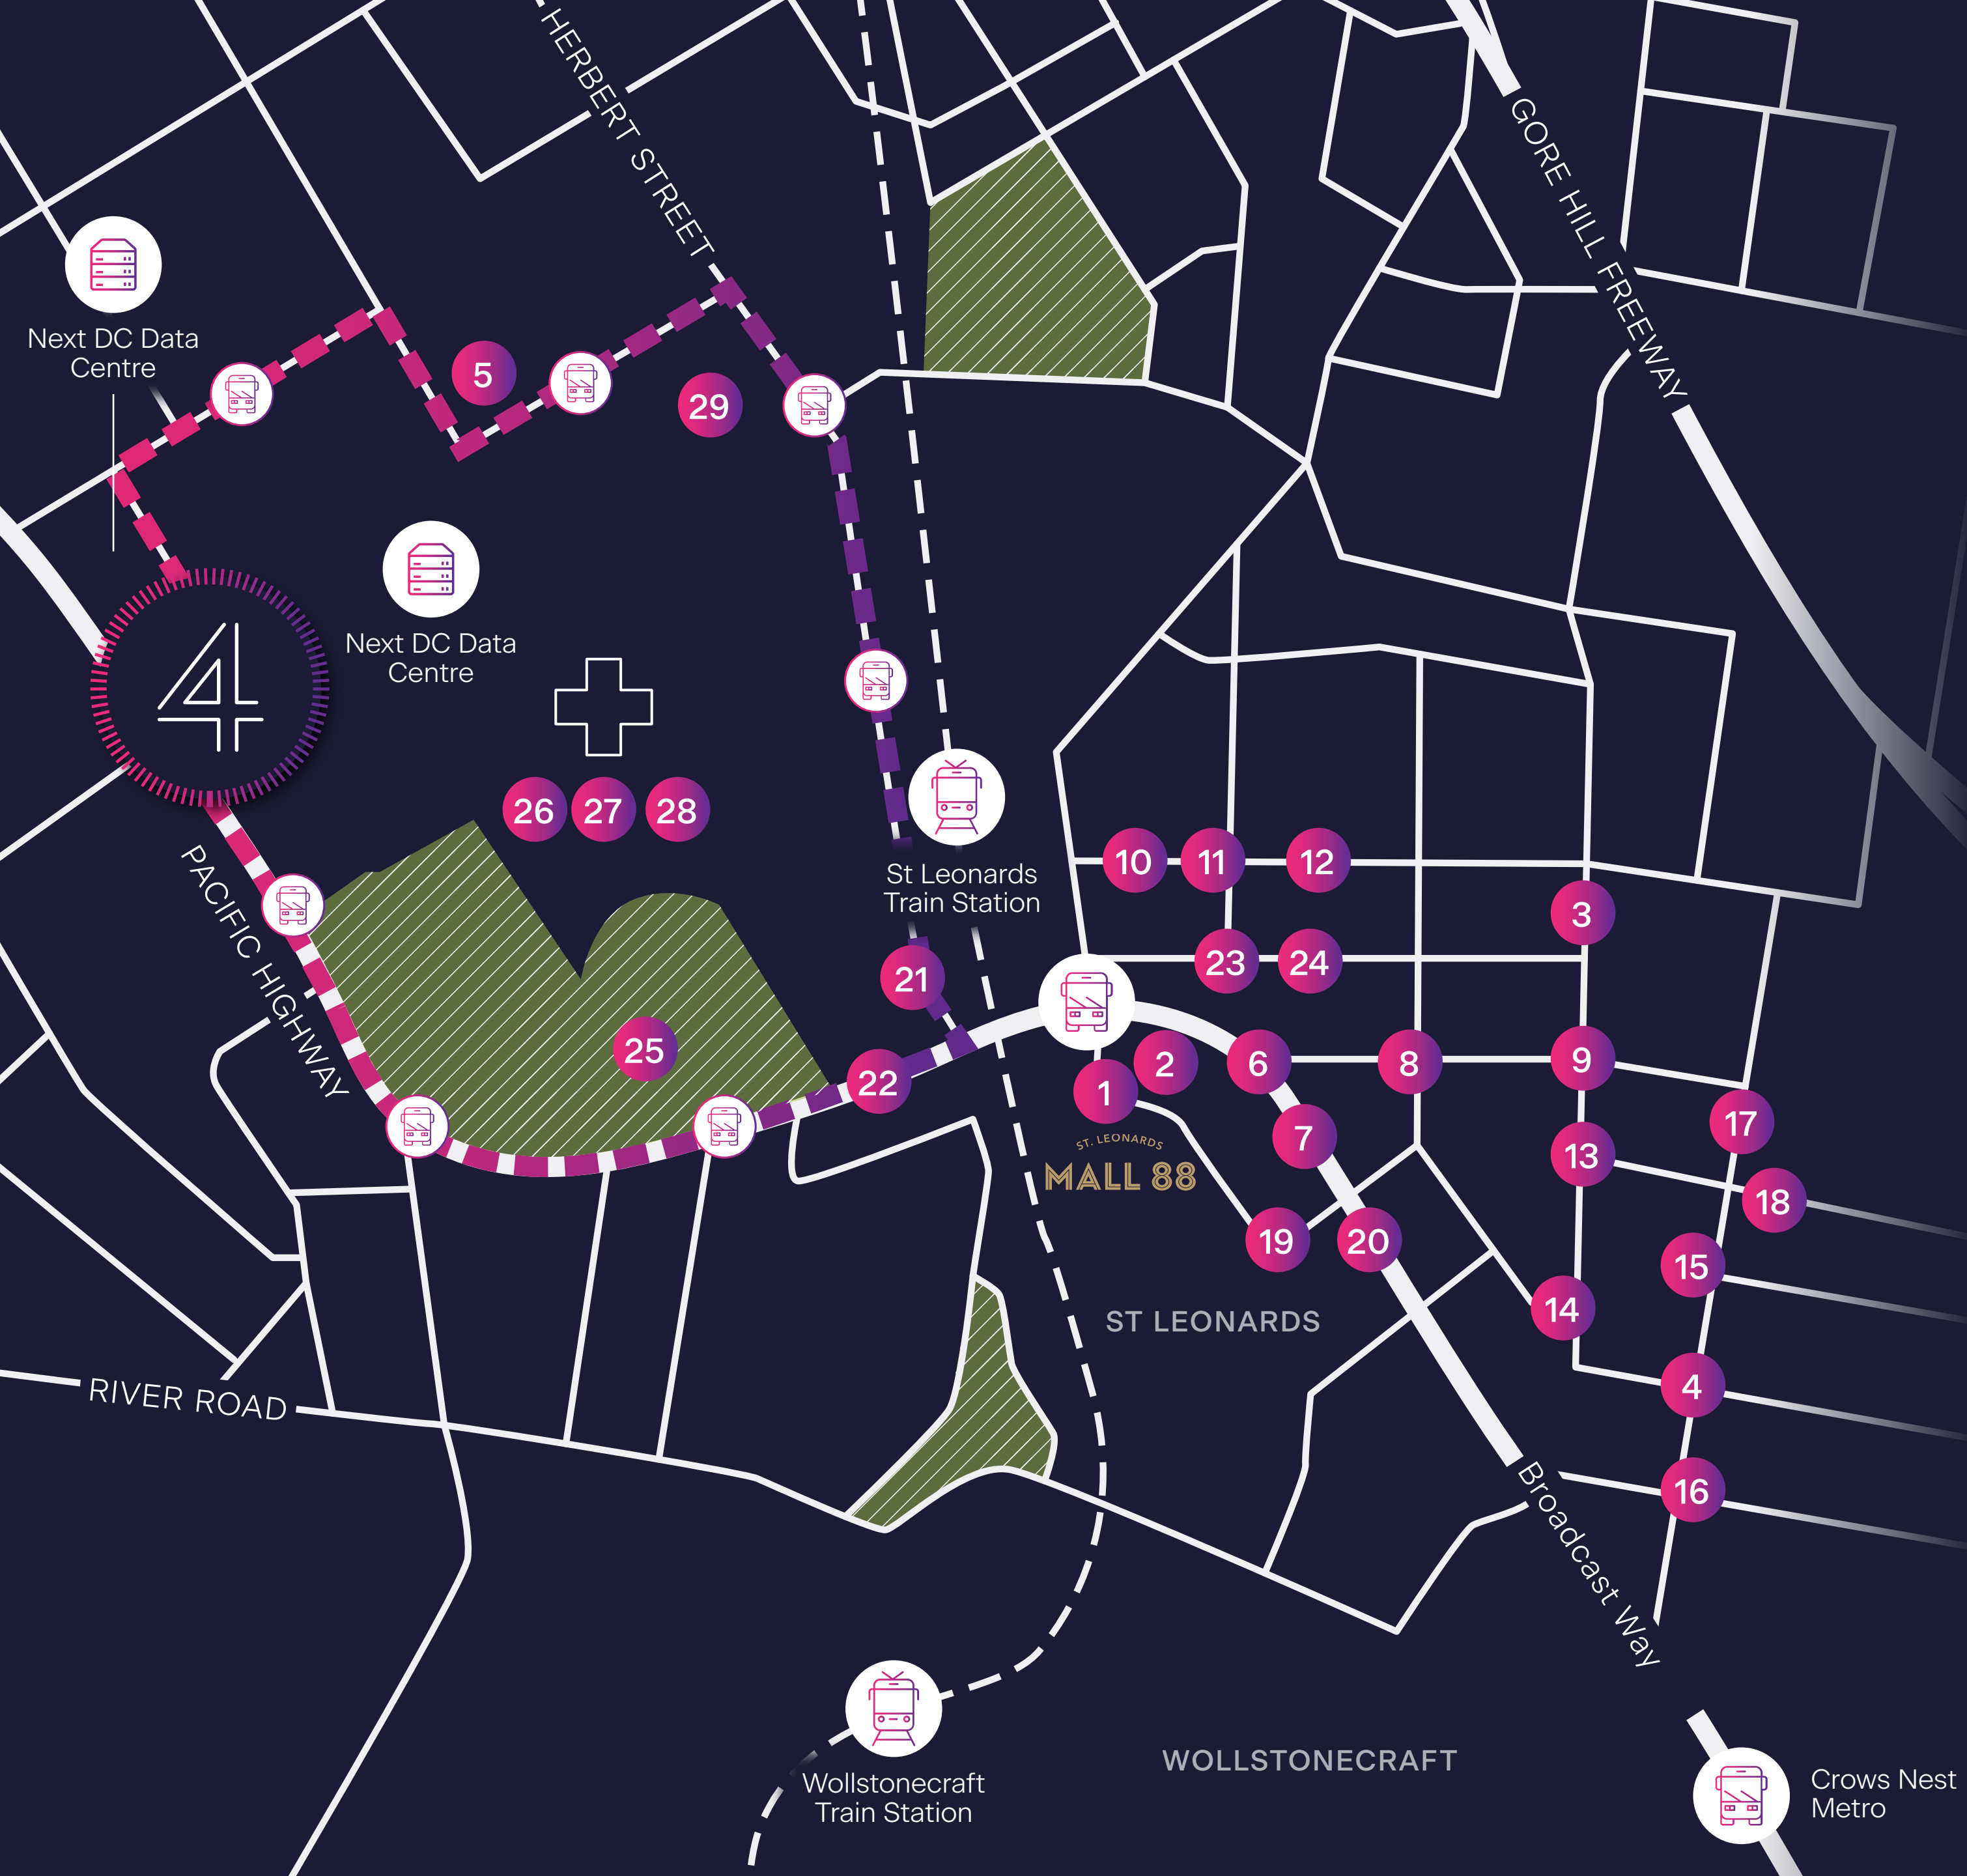 HERBERT STREET
GORE HILL FREEWAY
Next DC Data
Centre
5
29
Next DC Data
Centre
4
26
27
28
St Leonards
Train Station
10
11
12
3
PACIFIC HIGHWAY
21
23
24
25
22
1
2
6
8
9
7
17
13
18
ST. LEONARDS
MALL 88
19
20
15
ST LEONARDS
14
4
RIVER ROAD
16
Broadcast Way
WOLLSTONECRAFT
Wollstonecraft
Train Station
Crows Nest
Metro